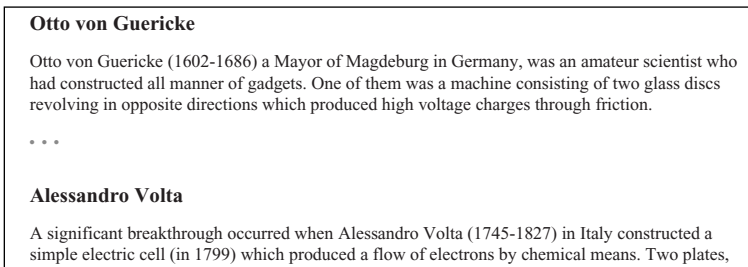 Otto von Guericke
Otto von Guericke (1602-1686) a Mayor of Magdeburg in Germany, was an amateur scientist who
had constructed all manner of gadgets. One of them was a machine consisting of two glass discs
revolving in opposite directions which produced high voltage charges through friction.
• • •
Alessandro Volta
A significant breakthrough occurred when Alessandro Volta (1745-1827) in Italy constructed a
simple electric cell (in 1799) which produced a flow of electrons by chemical means. Two plates,